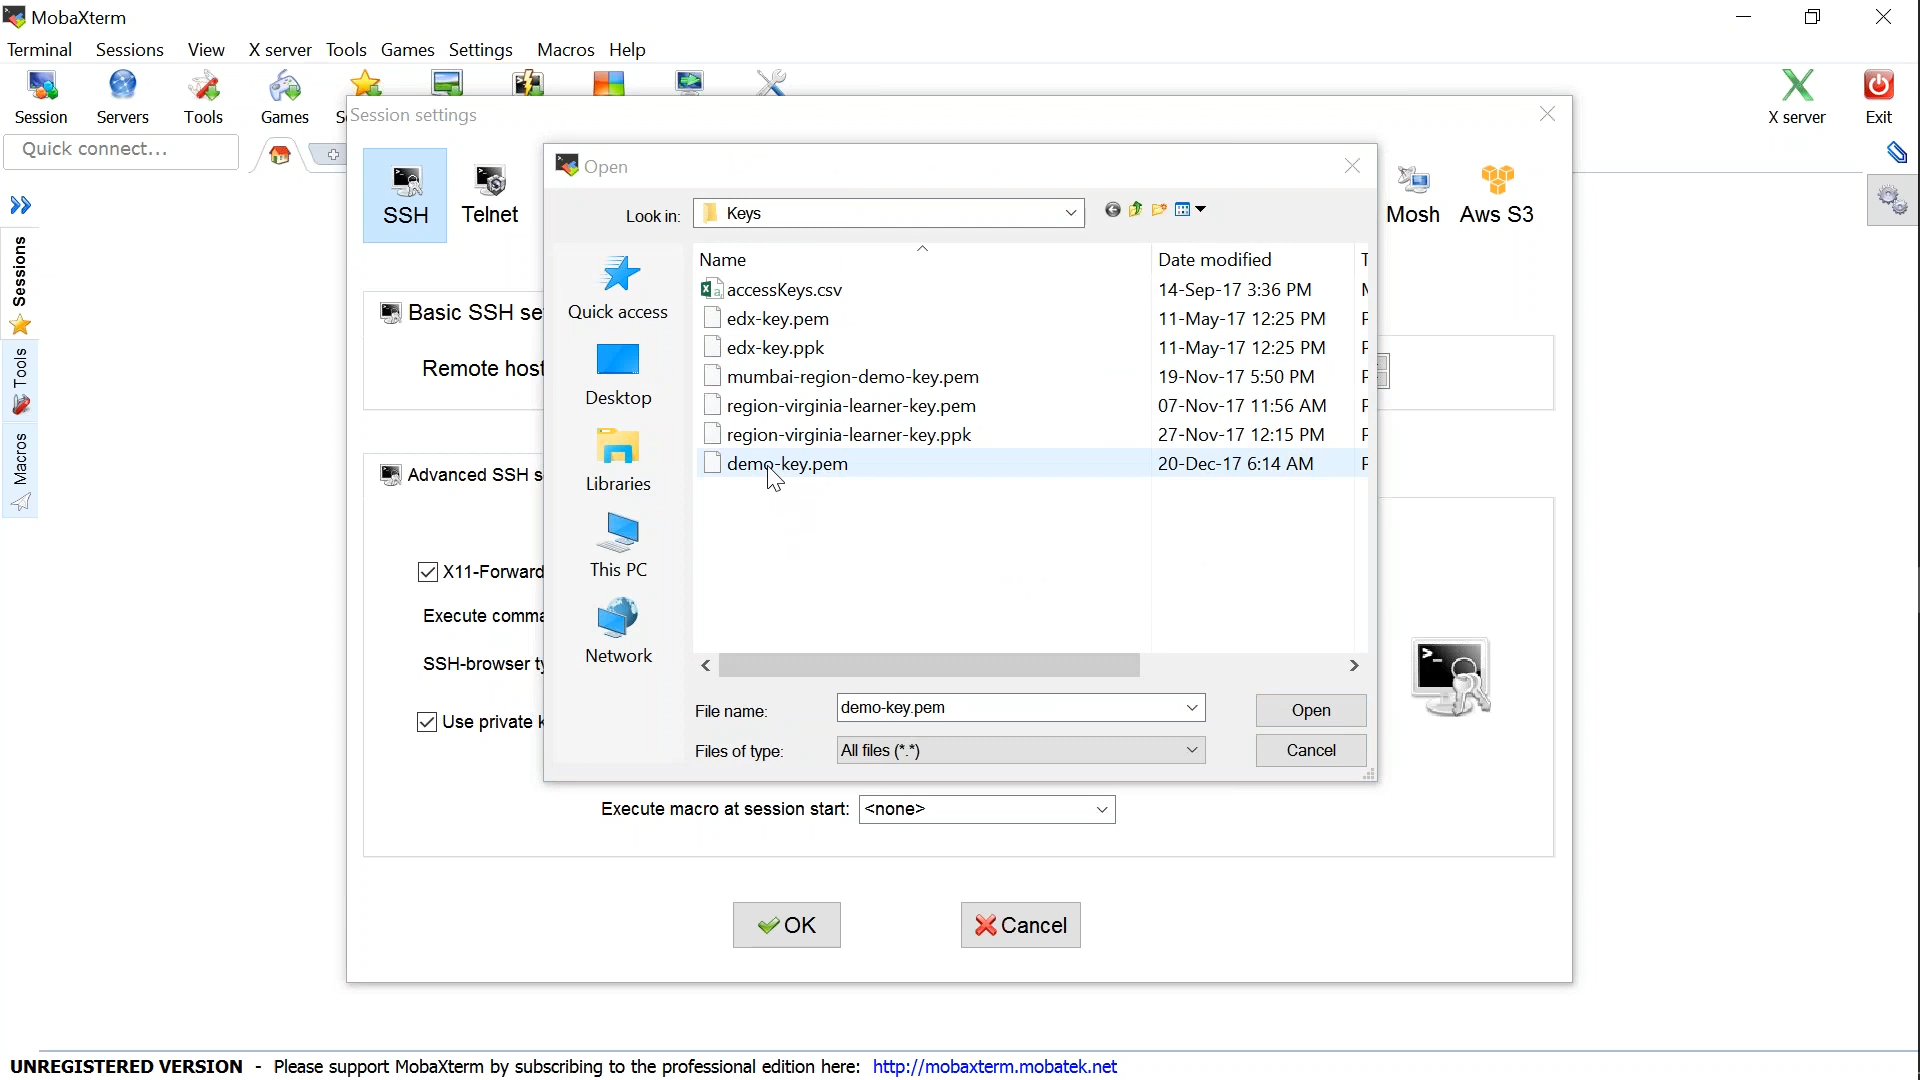 MobaXterm
Terminal Sessions View X server Tools Games Settings Macros Help
Session Servers Tools Games X server Exit
Quick connect...
Session settings
SSH Telnet Mosh Aws S3
Open
Look in: Keys
Name Date modified
accessKeys.csv 14-Sep-17 3:36 PM
edx-key.pem 11-May-17 12:25 PM
edx-key.ppk 11-May-17 12:25 PM
mumbai-region-demo-key.pem 19-Nov-17 5:50 PM
region-virginia-learner-key.pem 07-Nov-17 11:56 AM
region-virginia-learner-key.ppk 27-Nov-17 12:15 PM
demo-key.pem 20-Dec-17 6:14 AM
Quick access
Desktop
Libraries
This PC
Network
File name: demo-key.pem Open
Files of type: All files (*.*) Cancel
Sessions
Tools
Macros
Basic SSH se
Remote host
Advanced SSH s
X11-Forward
Execute comma
SSH-browser ty
Use private k
Execute macro at session start: <none>
OK Cancel
UNREGISTERED VERSION - Please support MobaXterm by subscribing to the professional edition here: http://mobaxterm.mobatek.net